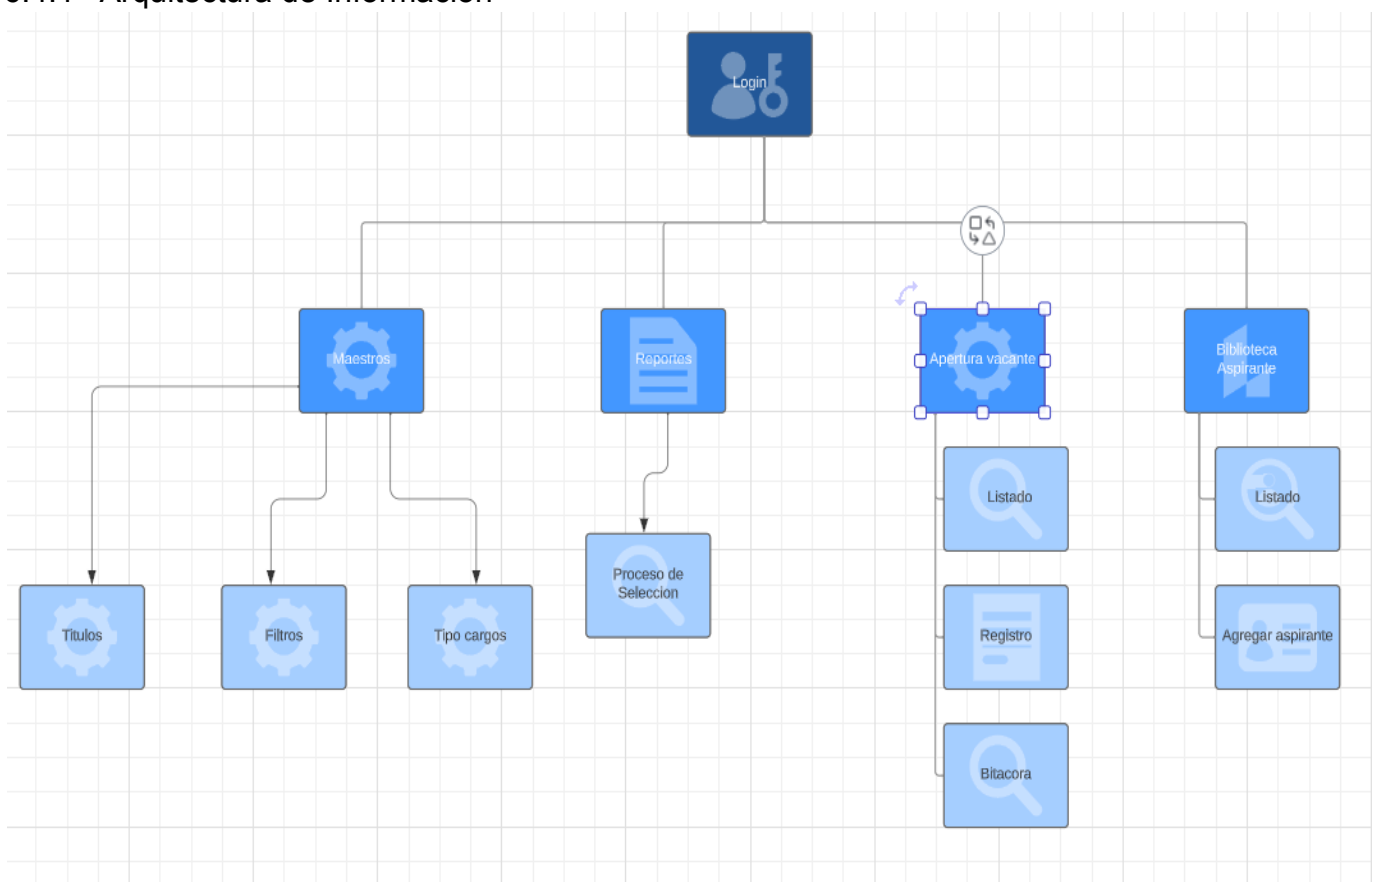 Login
Maestros
Reportes
Apertura vacante
Biblioteca
Aspirante
Listado
Listado
Proceso de
Seleccion
Titulos
Filtros
Tipo cargos
Registro
Agregar aspirante
Bitacora